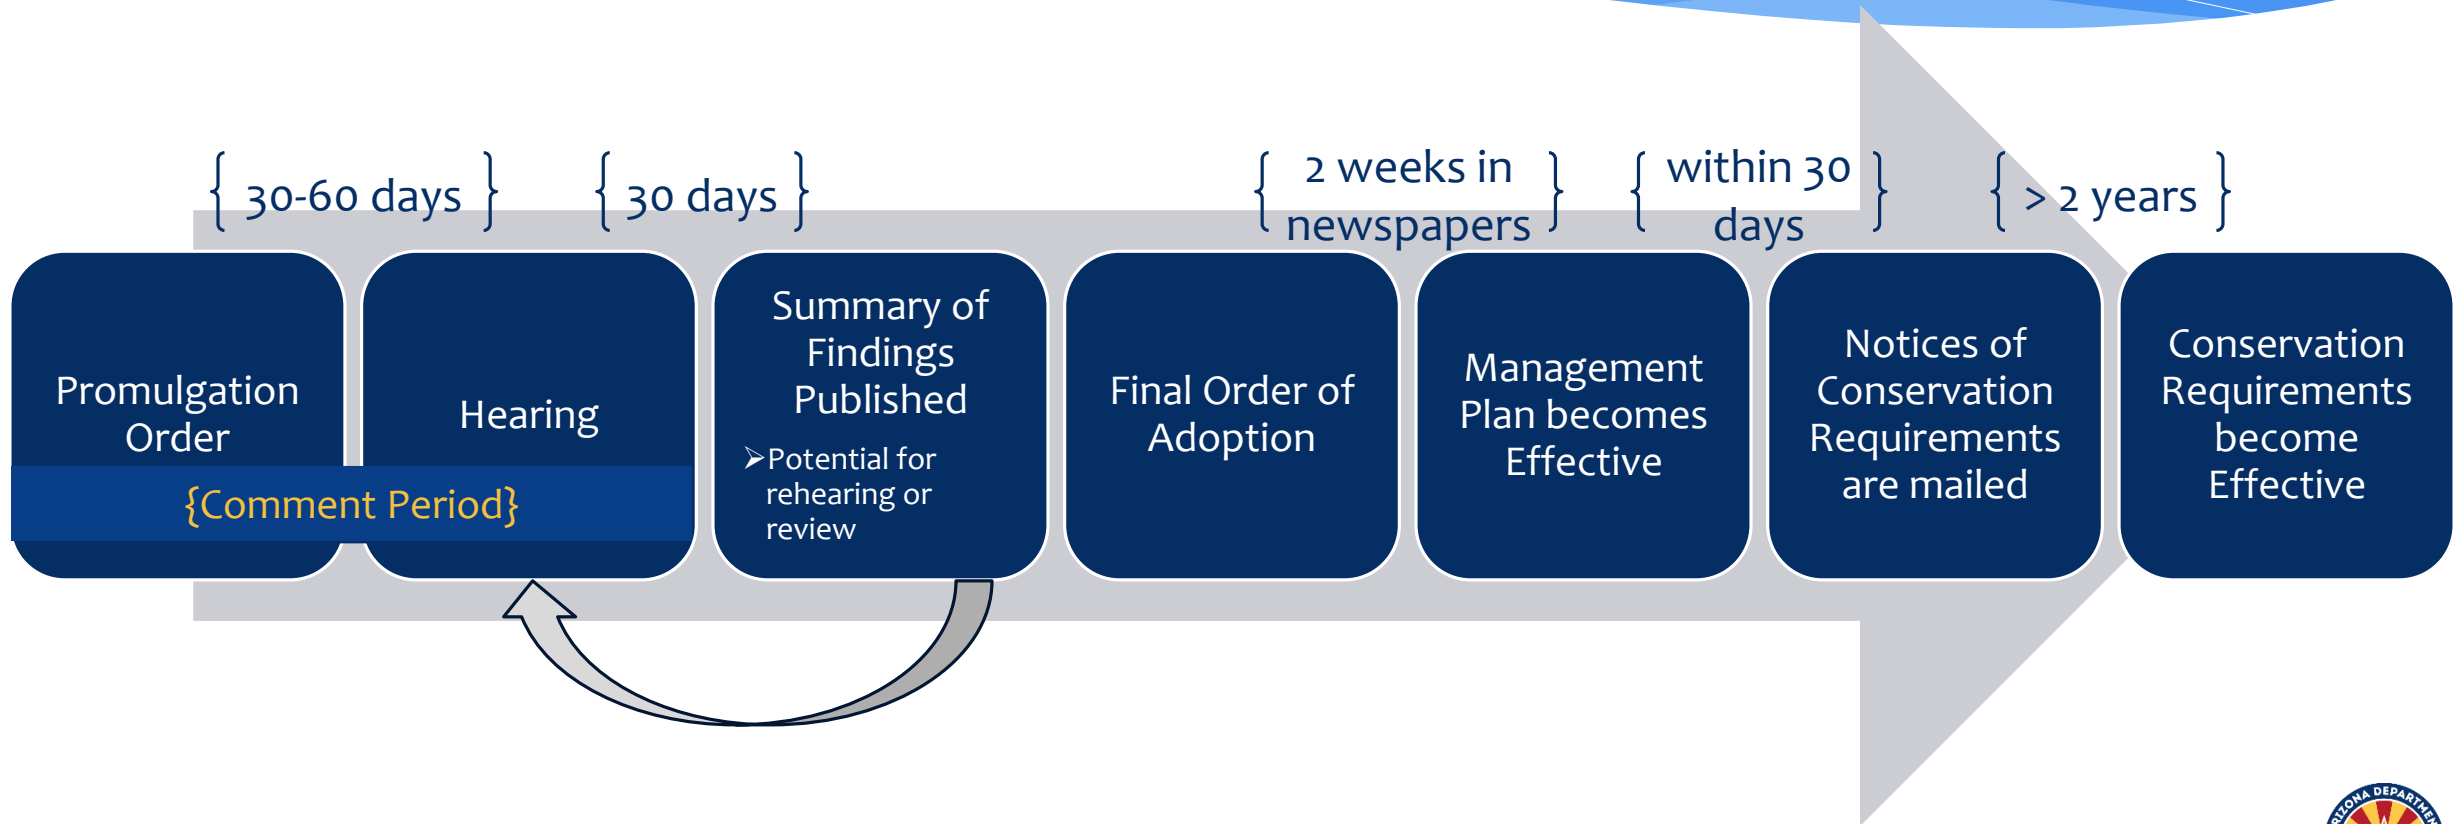 { 30-60 days }
{ 30 days }
{ 2 weeks in
newspapers }
{ within 30
days }
{ > 2 years }
Promulgation
Order
Hearing
{Comment Period}
Summary of
Findings
Published
➢Potential for
rehearing or
review
Final Order of
Adoption
Management
Plan becomes
Effective
Notices of
Conservation
Requirements
are mailed
Conservation
Requirements
become
Effective